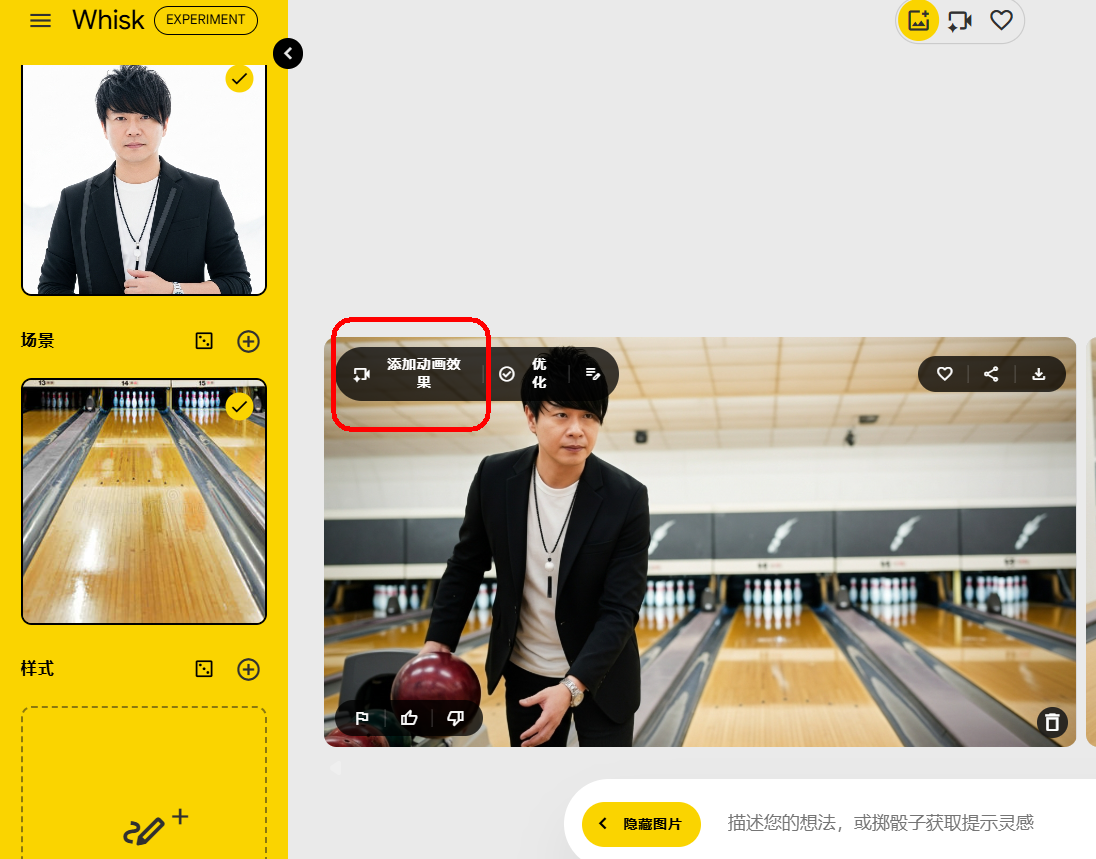 Whisk
EXPERIMENT
场景
13
14
15
样式
添加动画效
果
优
化
隐藏图片
描述您的想法，或掷骰子获取提示灵感